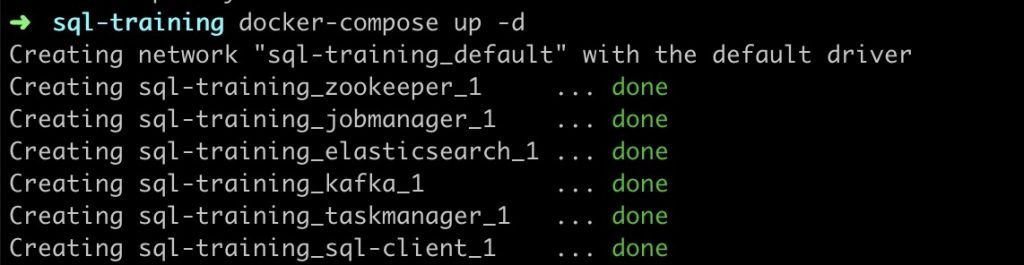 ➜ sql-training docker-compose up -d
Creating network "sql-training_default" with the default driver
Creating sql-training_zookeeper_1     ... done
Creating sql-training_jobmanager_1    ... done
Creating sql-training_elasticsearch_1 ... done
Creating sql-training_kafka_1         ... done
Creating sql-training_taskmanager_1   ... done
Creating sql-training_sql-client_1    ... done